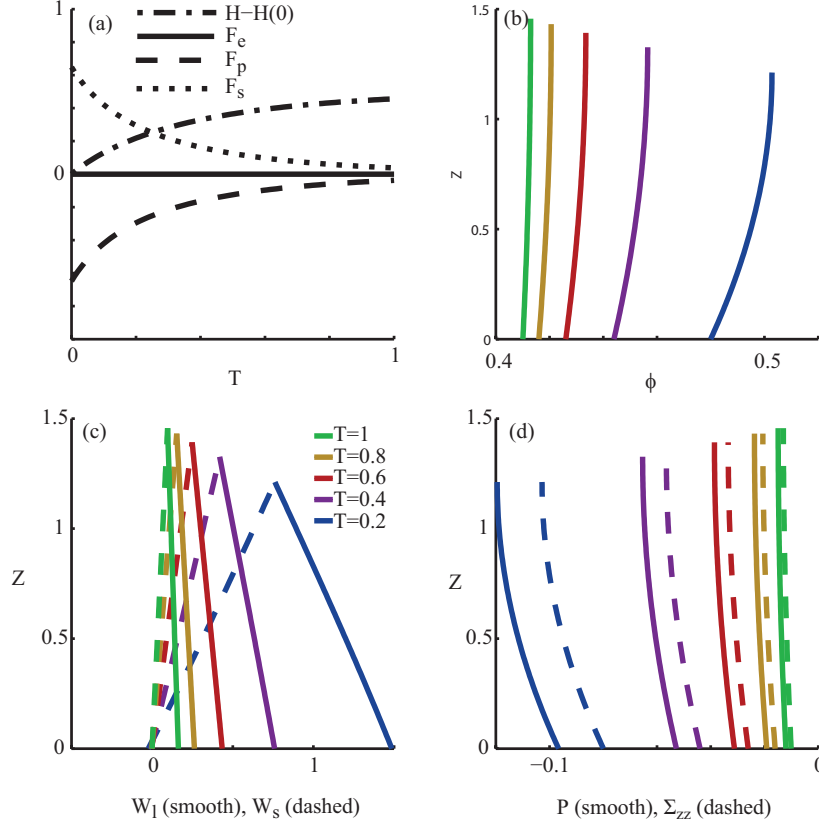 (a)
H−H(0)
F_e
F_p
F_s
1
0
0
1
T
(b)
1.5
1
0.5
0
z
0.4
0.5
ϕ
(c)
1.5
1
0.5
0
Z
T=1
T=0.8
T=0.6
T=0.4
T=0.2
0
1
W_l (smooth), W_s (dashed)
(d)
1.5
1
0.5
0
Z
−0.1
0
P (smooth), Σ_zz (dashed)